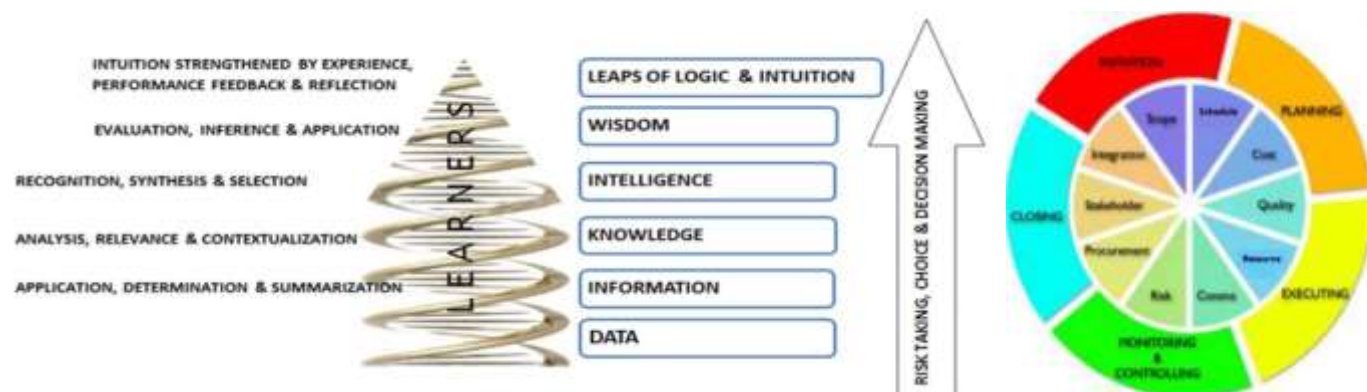 INTUITION STRENGTHENED BY EXPERIENCE,
PERFORMANCE FEEDBACK & REFLECTION
EVALUATION, INFERENCE & APPLICATION
RECOGNITION, SYNTHESIS & SELECTION
ANALYSIS, RELEVANCE & CONTEXTUALIZATION
APPLICATION, DETERMINATION & SUMMARIZATION
LEARNERS
LEAPS OF LOGIC & INTUITION
WISDOM
INTELLIGENCE
KNOWLEDGE
INFORMATION
DATA
RISK TAKING, CHOICE & DECISION MAKING
INITIATION
PLANNING
EXECUTING
MONITORING
&
CONTROLLING
CLOSING
Scope
Schedule
Cost
Quality
Resource
Comms
Risk
Procurement
Stakeholder
Integration